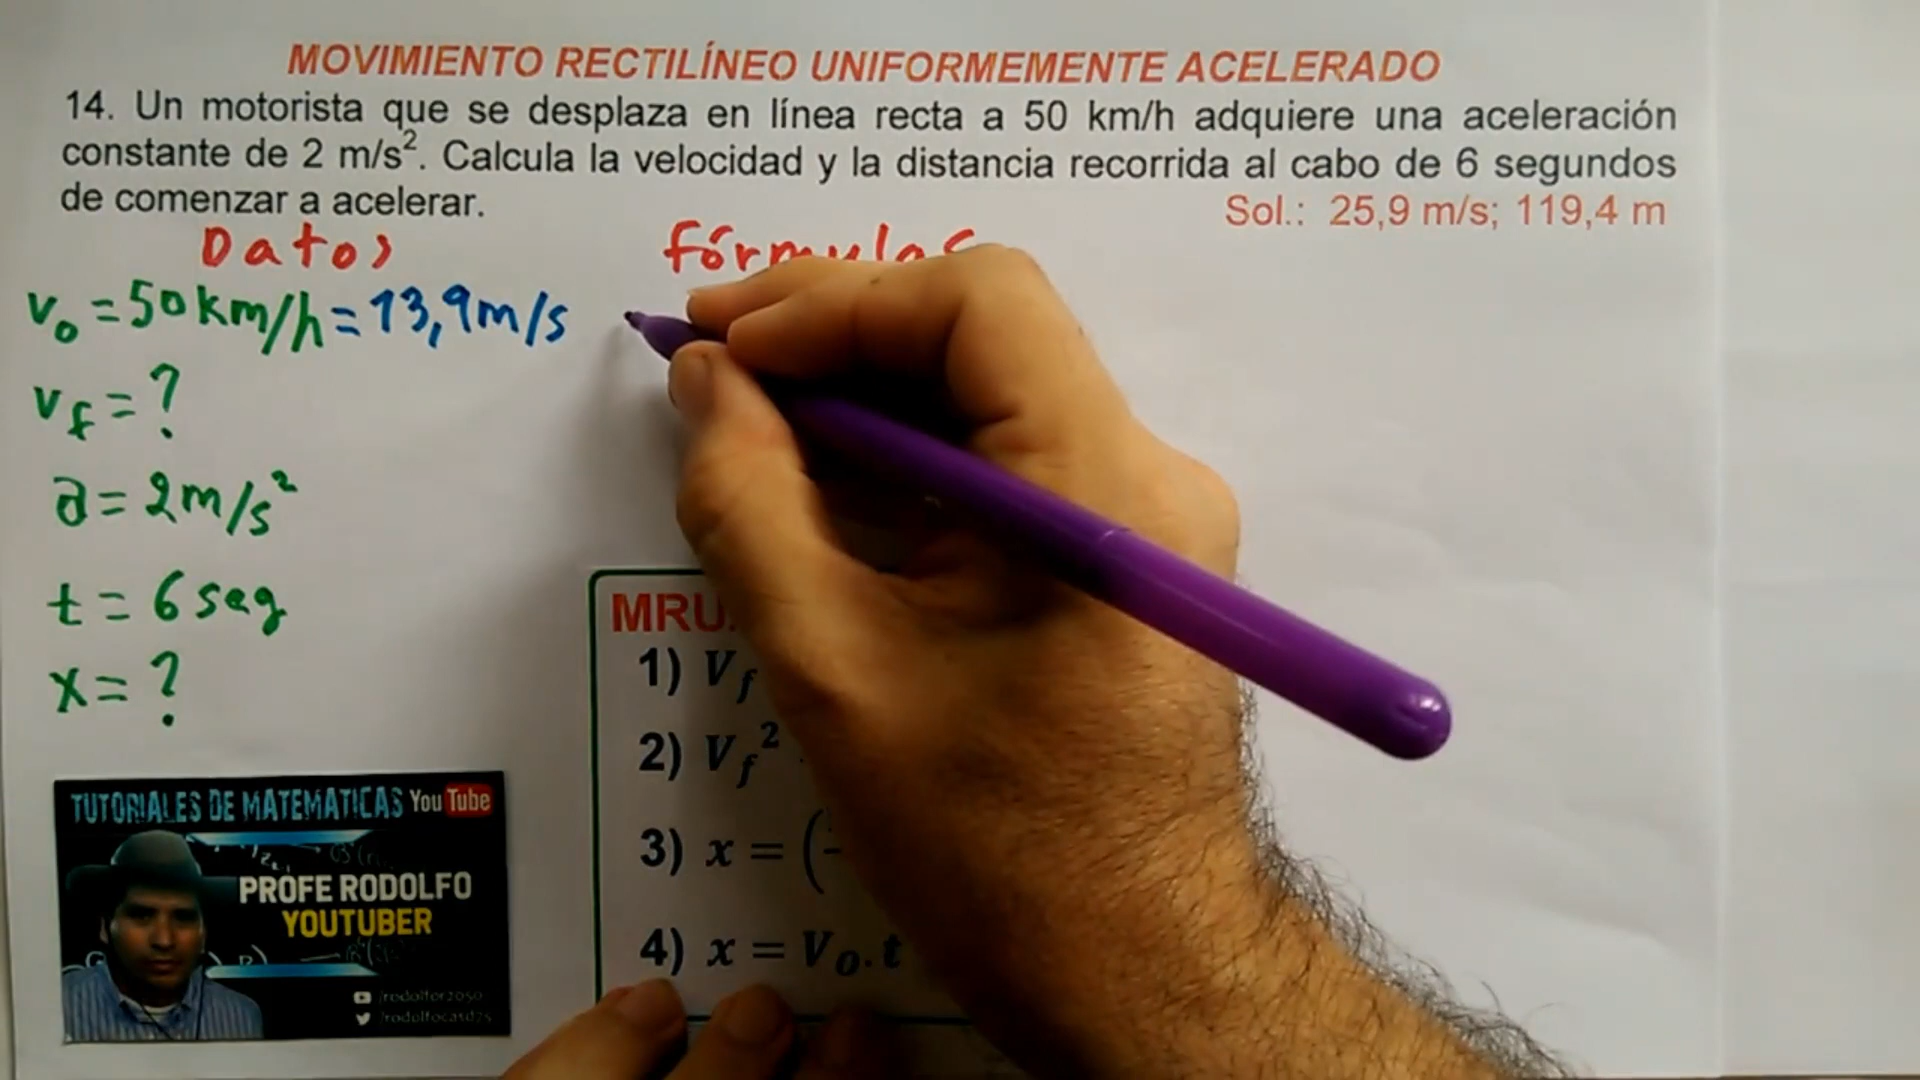 MOVIMIENTO RECTILÍNEO UNIFORMEMENTE ACELERADO
14. Un motorista que se desplaza en línea recta a 50 km/h adquiere una aceleración
constante de 2 m/s². Calcula la velocidad y la distancia recorrida al cabo de 6 segundos
de comenzar a acelerar.
Sol.: 25,9 m/s; 119,4 m
Datos
fórmulas
v₀ = 50 km/h = 13,9 m/s
v_f = ?
a = 2 m/s²
t = 6 seg
x = ?
MRU
1) V_f
2) V_f²
3) x = (
4) x = V₀.t
TUTORIALES DE MATEMATICAS YouTube
PROFE RODOLFO
YOUTUBER
/rodolfor2050